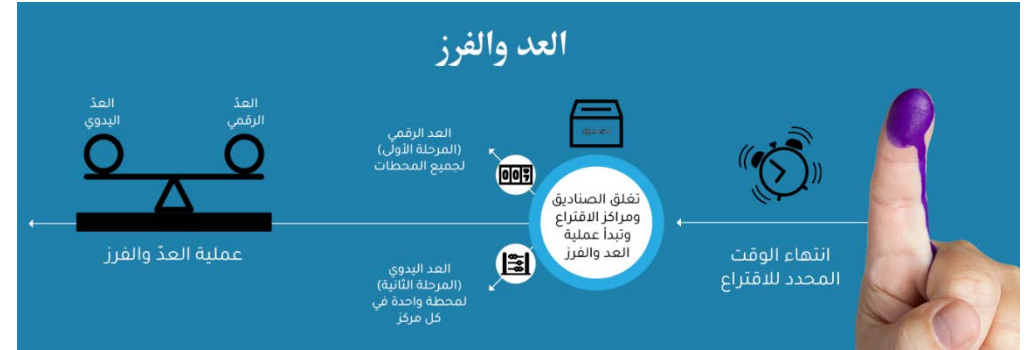 العد والفرز
انتهاء الوقت
المحدد للاقتراع
تغلق الصناديق
ومراكز الاقتراع
وتبدأ عملية
العد والفرز
العد الرقمي
(المرحلة الأولى)
لجميع المحطات
العد اليدوي
(المرحلة الثانية)
لمحطة واحدة في
كل مركز
العدّ
الرقمي
العدّ
اليدوي
عملية العدّ والفرز